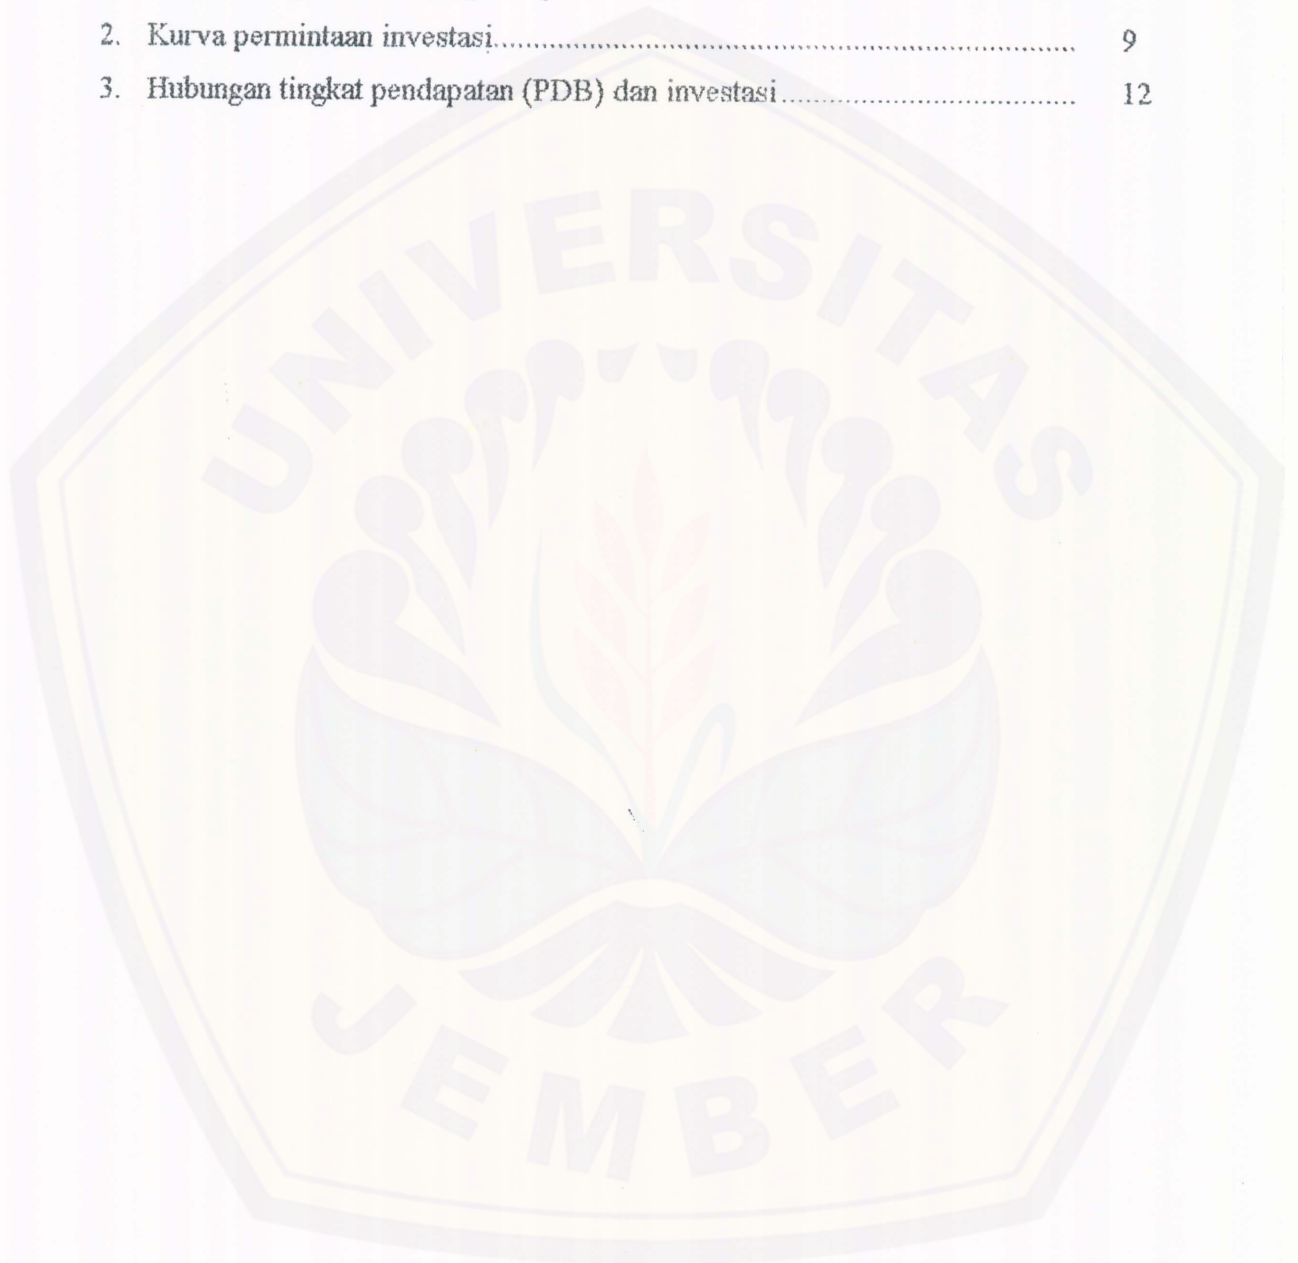 2. Kurva permintaan investasi........................................................................ 9
3. Hubungan tingkat pendapatan (PDB) dan investasi.................................... 12
UNIVERSITAS
JEMBER